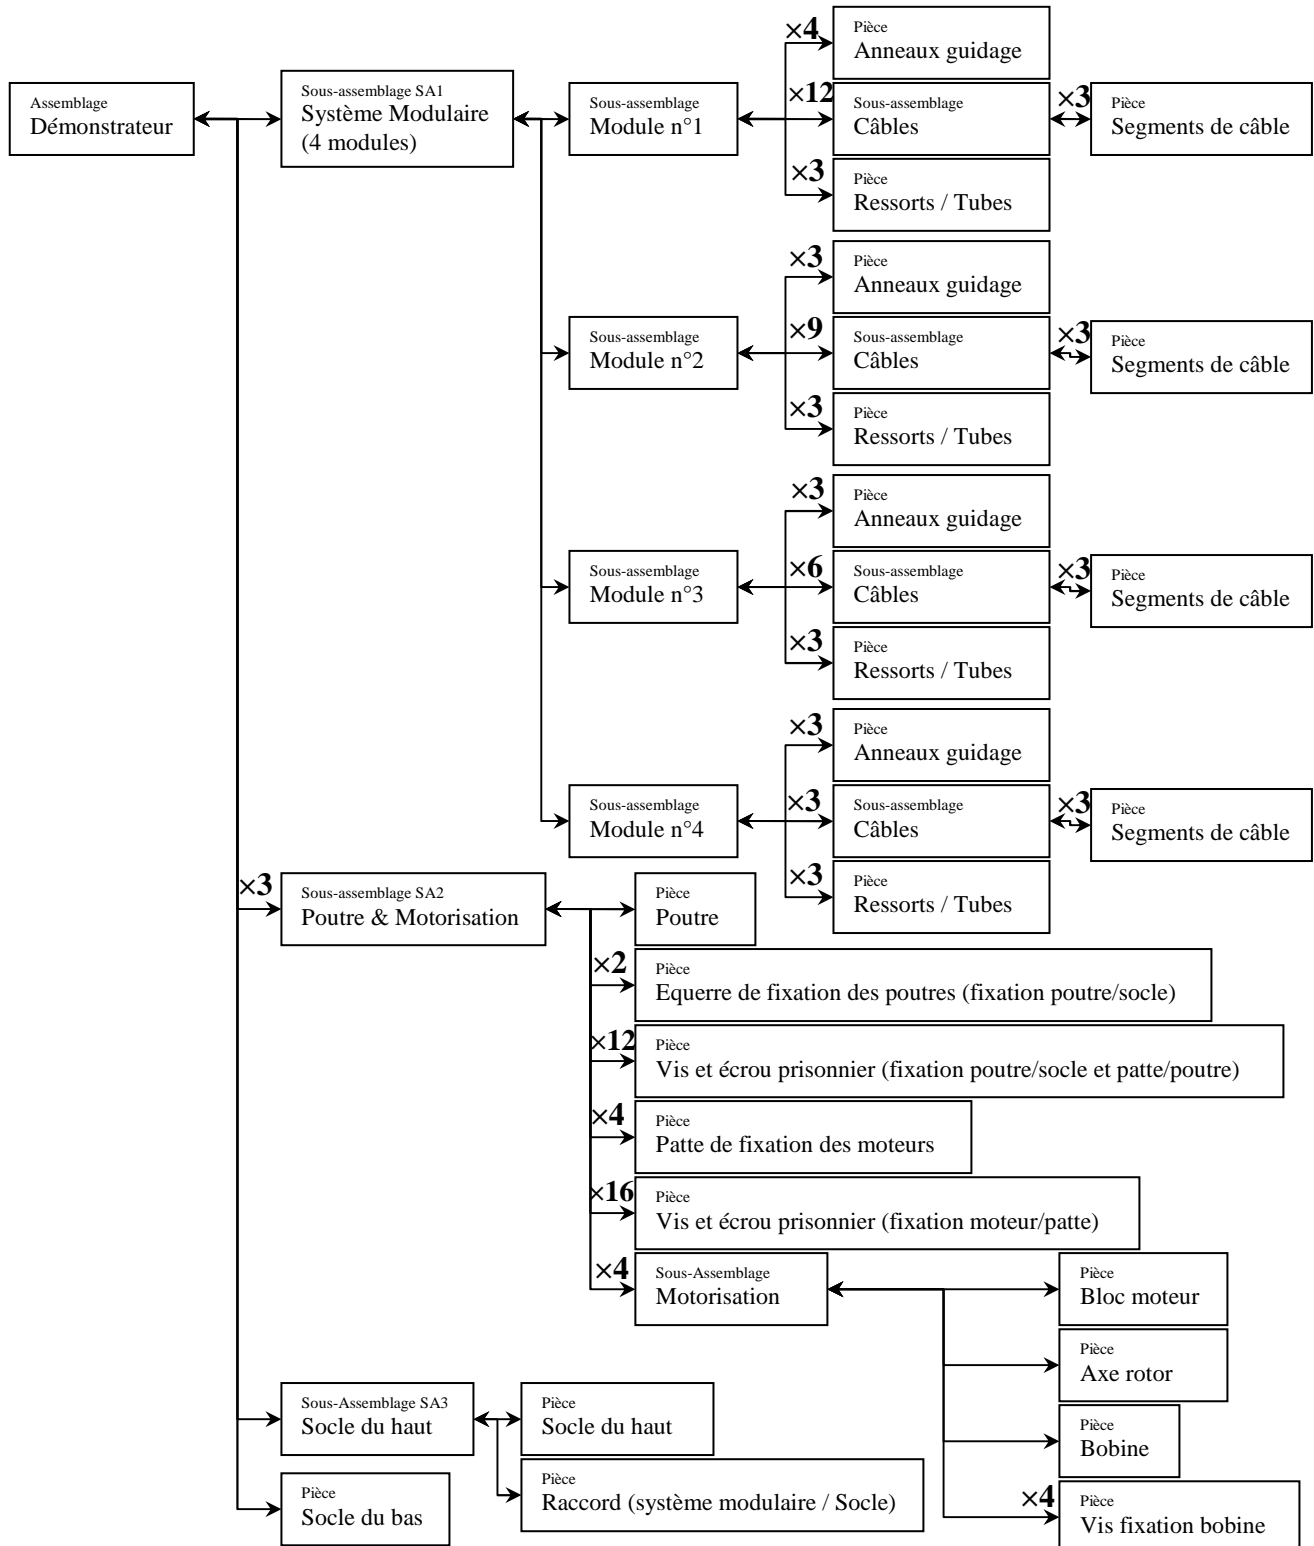 ×4
Pièce
Anneaux guidage
Assemblage
Démonstrateur
Sous-assemblage SA1
Système Modulaire
(4 modules)
Sous-assemblage
Module n°1
×12
Sous-assemblage
Câbles
×3
Pièce
Segments de câble
×3
Pièce
Ressorts / Tubes
×3
Pièce
Anneaux guidage
Sous-assemblage
Module n°2
×9
Sous-assemblage
Câbles
×3
Pièce
Segments de câble
×3
Pièce
Ressorts / Tubes
×3
Pièce
Anneaux guidage
Sous-assemblage
Module n°3
×6
Sous-assemblage
Câbles
×3
Pièce
Segments de câble
×3
Pièce
Ressorts / Tubes
×3
Pièce
Anneaux guidage
Sous-assemblage
Module n°4
×3
Sous-assemblage
Câbles
×3
Pièce
Segments de câble
×3
Pièce
Ressorts / Tubes
×3
Sous-assemblage SA2
Poutre & Motorisation
Pièce
Poutre
×2
Pièce
Equerre de fixation des poutres (fixation poutre/socle)
×12
Pièce
Vis et écrou prisonnier (fixation poutre/socle et patte/poutre)
×4
Pièce
Patte de fixation des moteurs
×16
Pièce
Vis et écrou prisonnier (fixation moteur/patte)
×4
Sous-Assemblage
Motorisation
Pièce
Bloc moteur
Pièce
Axe rotor
Pièce
Bobine
×4
Pièce
Vis fixation bobine
Sous-Assemblage SA3
Socle du haut
Pièce
Socle du haut
Pièce
Raccord (système modulaire / Socle)
Pièce
Socle du bas